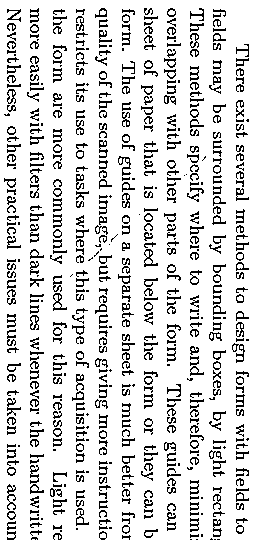 There exist several methods to design forms with fields to
fields may be surrounded by bounding boxes, by light rectang
These methods specify where to write and, therefore, minimi
overlapping with other parts of the form. These guides can
sheet of paper that is located below the form or they can b
form. The use of guides on a separate sheet is much better from
quality of the scanned image, but requires giving more instructio
restricts its use to tasks where this type of acquisition is used.
the form are more commonly used for this reason. Light re
more easily with filters than dark lines whenever the handwritte
Nevertheless, other practical issues must be taken into accoun